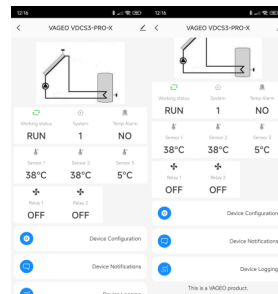 12:16
VAGEO VDCS3-PRO-X
Working status System Temp Alarm
RUN 1 NO
Sensor 1 Sensor 2 Sensor 3
38°C 38°C 5°C
Relay 1 Relay 2
OFF OFF
Device Configuration
Device Notifications
Device Logging
12:16
VAGEO VDCS3-PRO-X
Working status System Temp Alarm
RUN 1 NO
Sensor 1 Sensor 2 Sensor 3
38°C 38°C 5°C
Relay 1 Relay 2
OFF OFF
Device Configuration
Device Notifications
Device Logging
This is a VAGEO product.